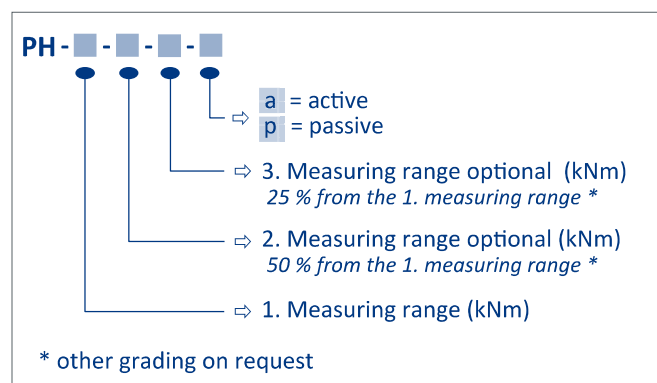 PH - - - -
a = active
p = passive
3. Measuring range optional (kNm)
25 % from the 1. measuring range *
2. Measuring range optional (kNm)
50 % from the 1. measuring range *
1. Measuring range (kNm)
* other grading on request